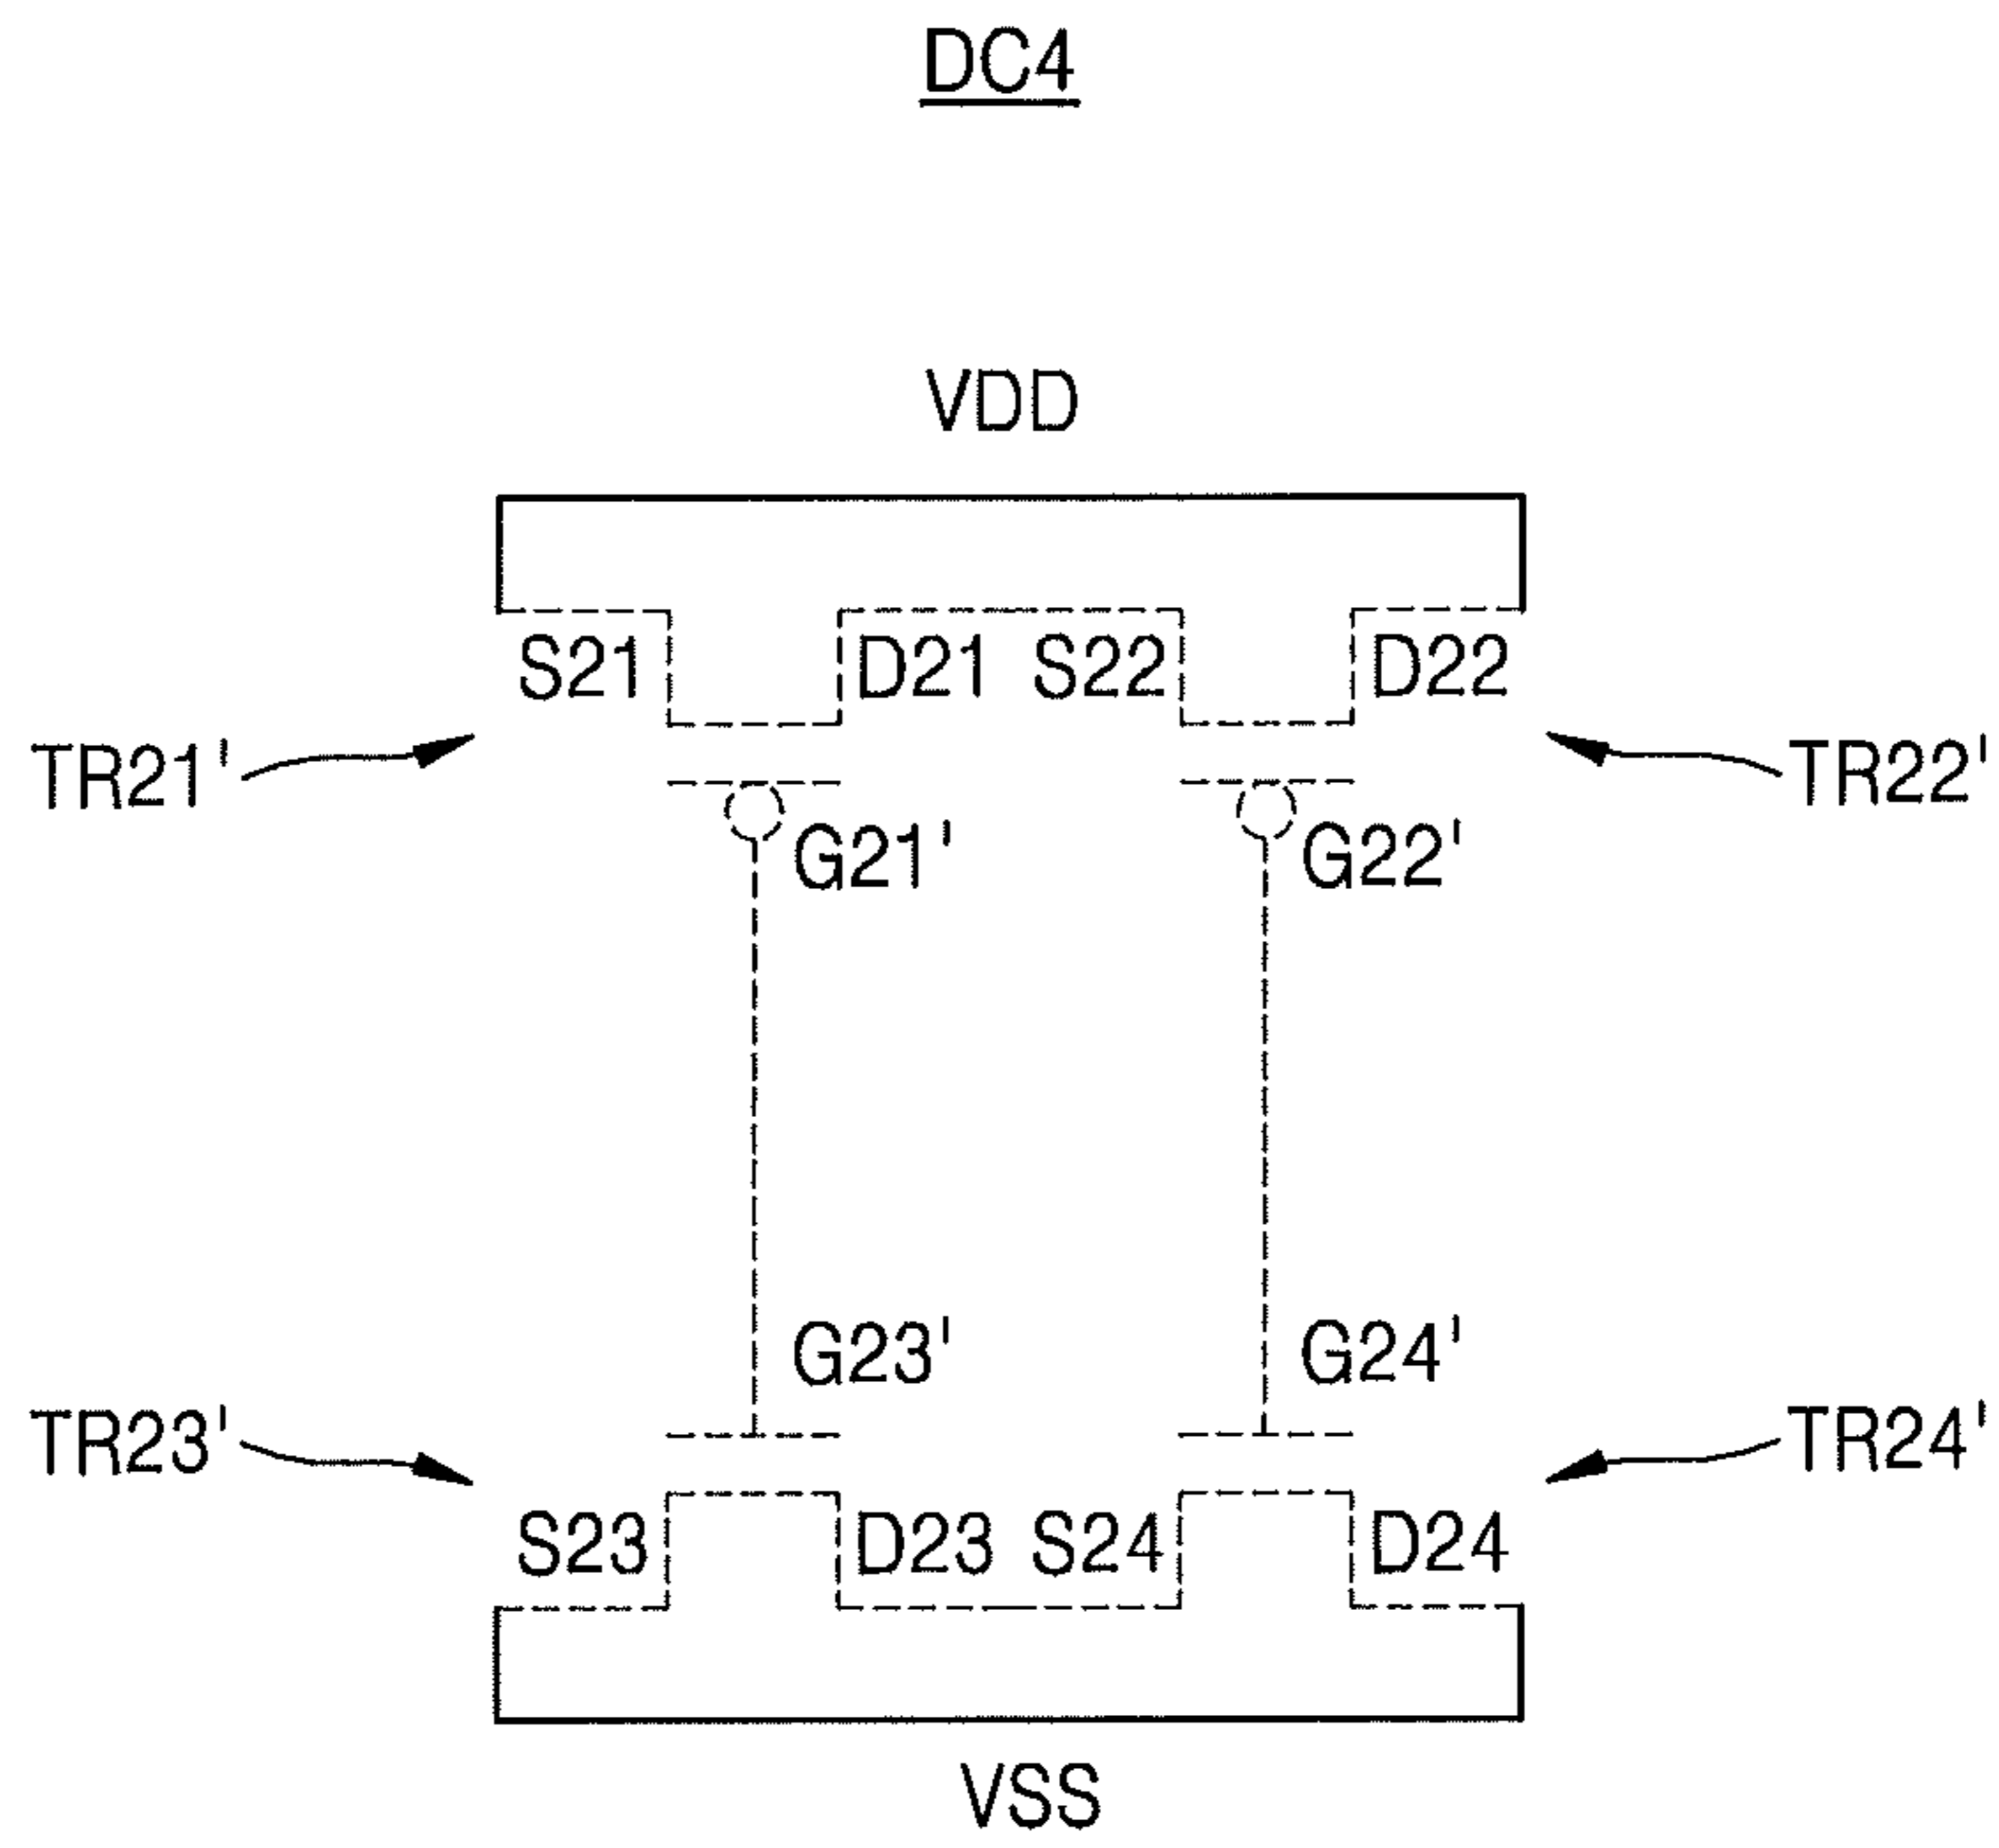 DC4
VDD
S21 D21 S22 D22
TR21' TR22'
G21' G22'
G23' G24'
TR23' TR24'
S23 D23 S24 D24
VSS